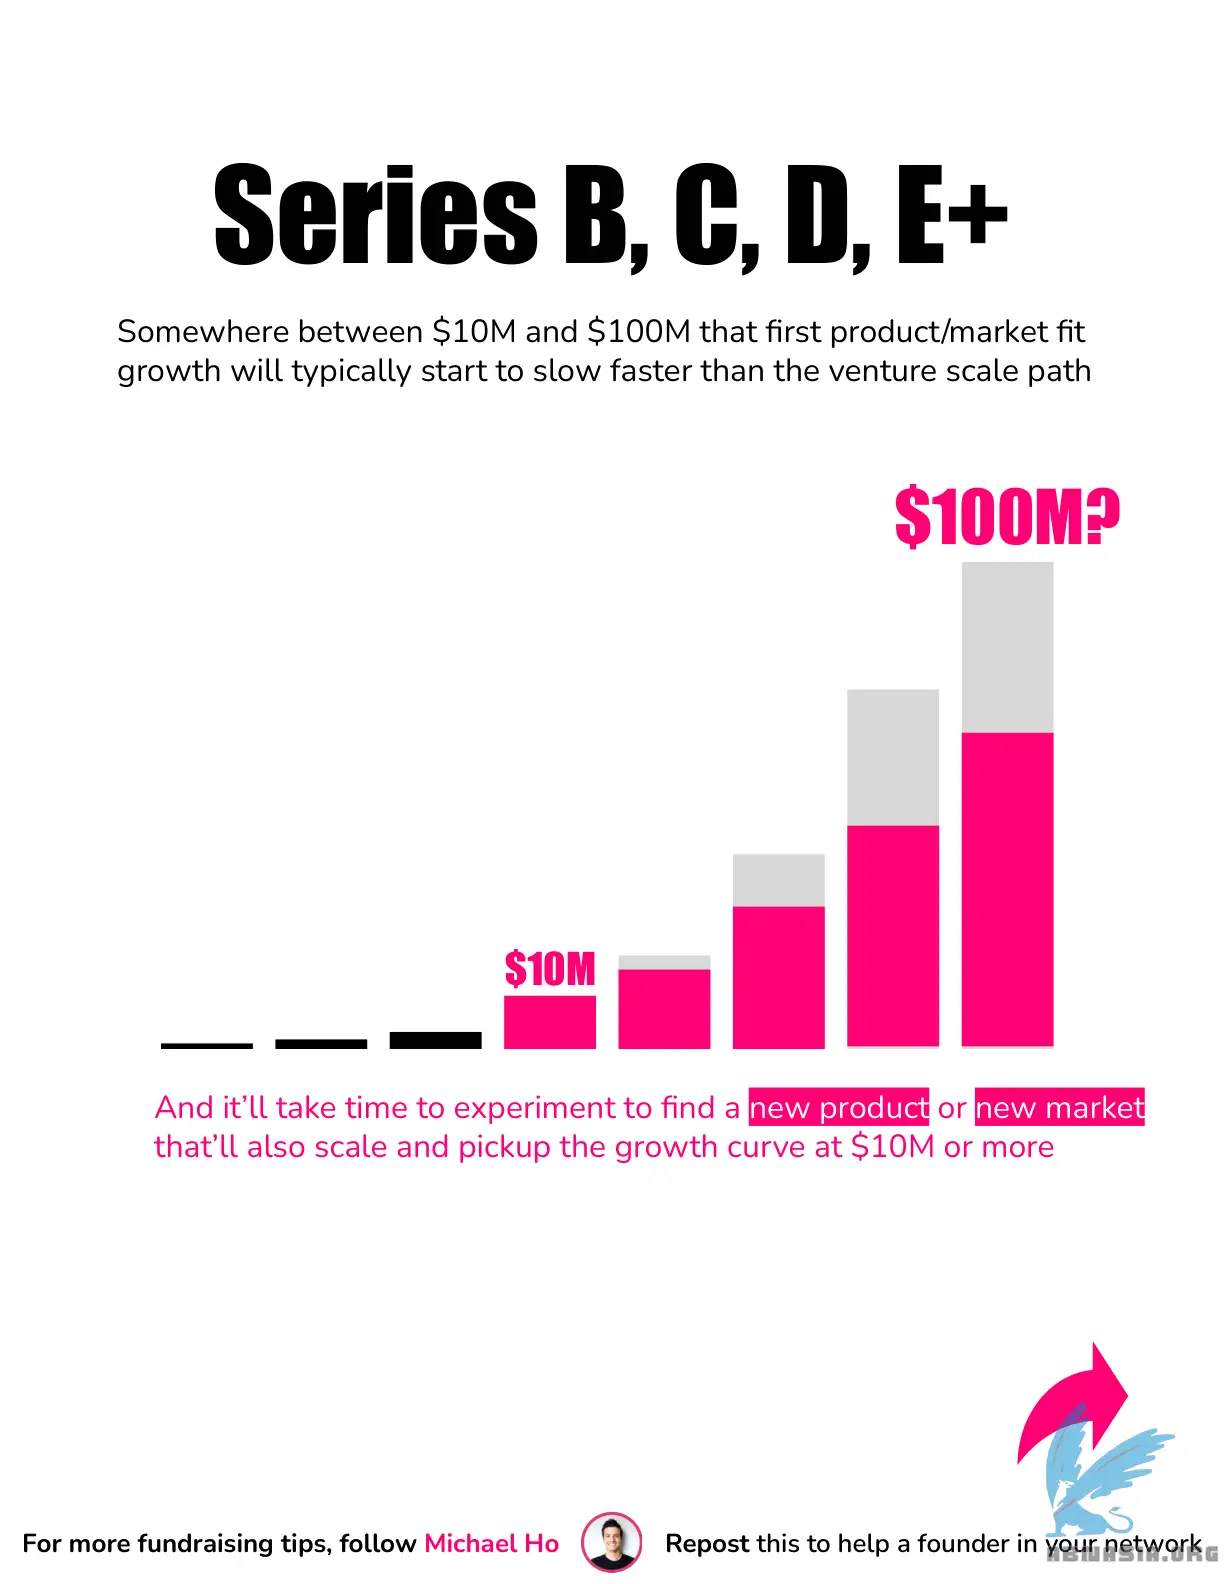 Series B, C, D, E+
Somewhere between $10M and $100M that first product/market fit
growth will typically start to slow faster than the venture scale path
$100M?
$10M
And it’ll take time to experiment to find a new product or new market
that’ll also scale and pickup the growth curve at $10M or more
For more fundraising tips, follow Michael Ho
Repost this to help a founder in your network
ABWASIA.ORG